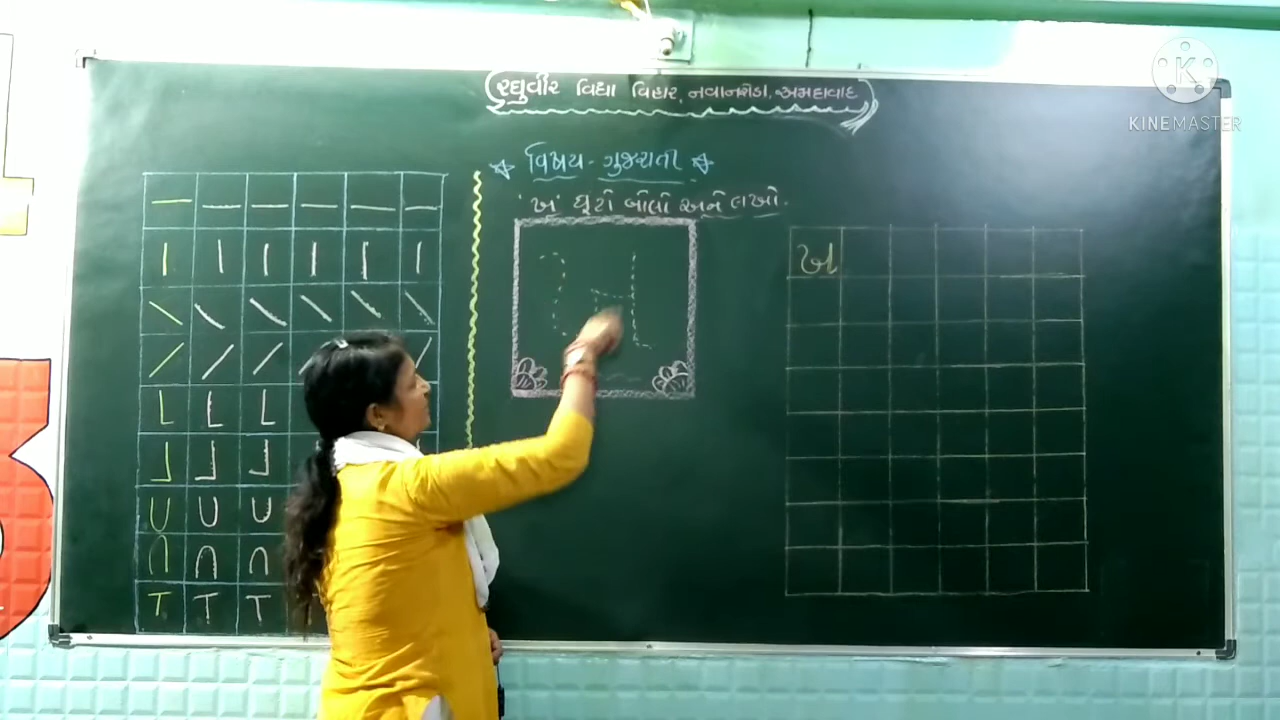 રઘુવીર વિદ્યા વિહાર, નવાનરોડા, અમદાવાદ
વિષય - ગુજરાતી
'ખ' ઘૂંટો બોલો અને લખો.
ખ
KINEMASTER